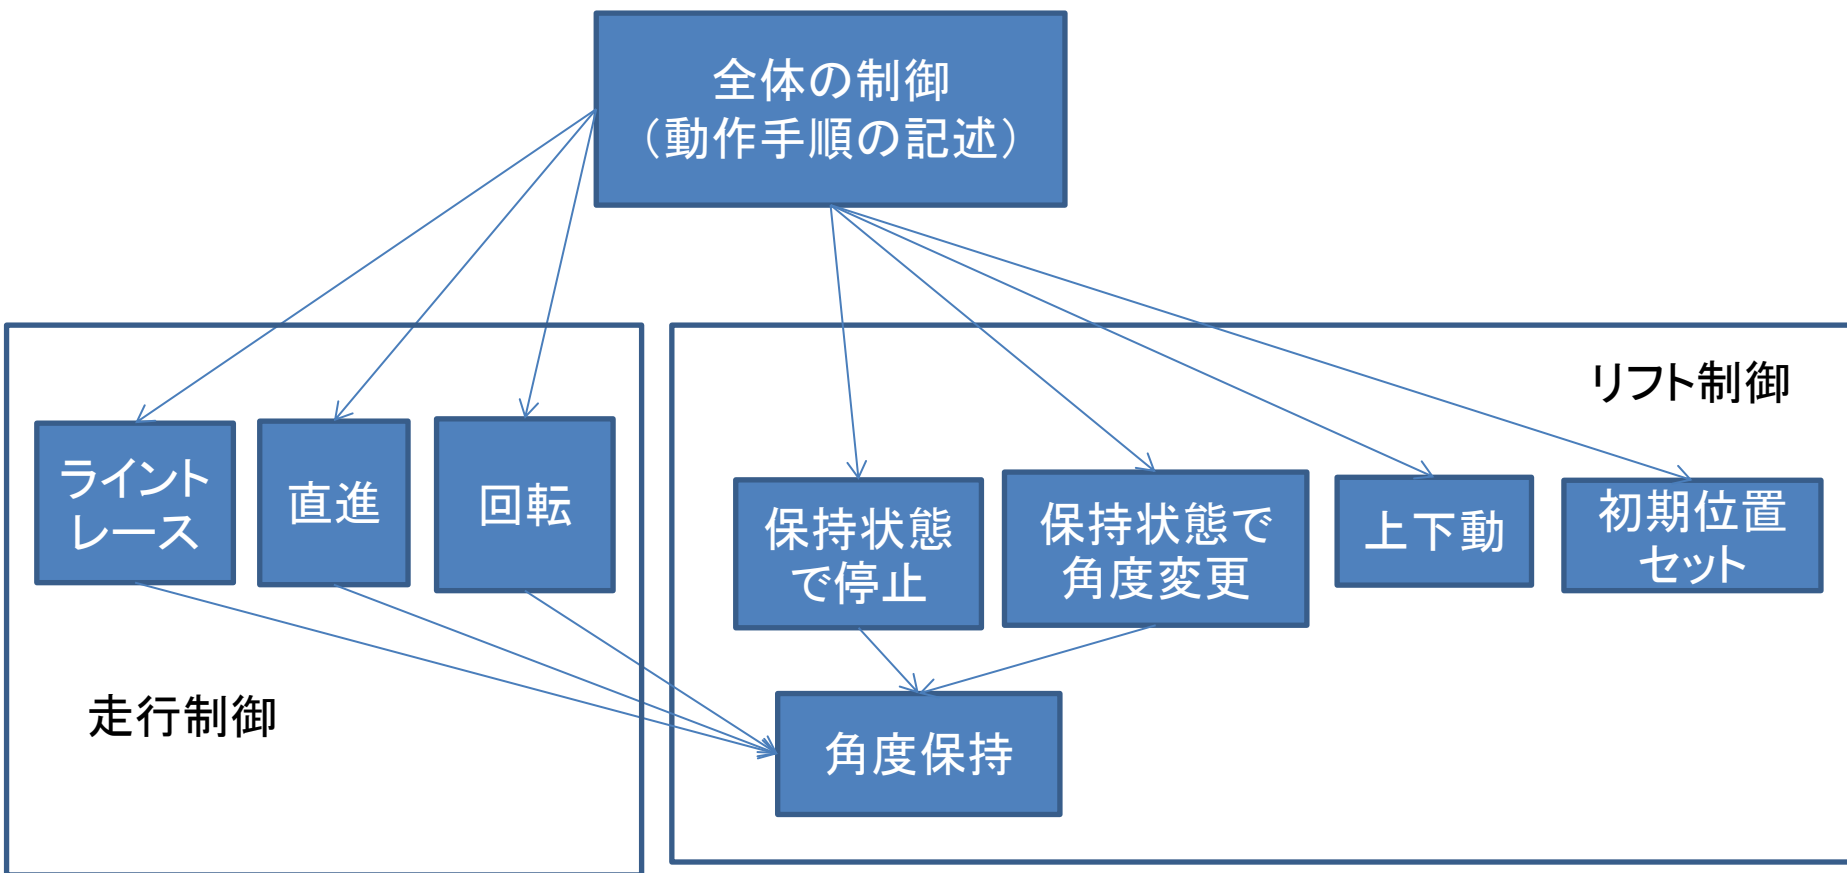 全体の制御
（動作手順の記述）
リフト制御
ライント
レース
直進
回転
保持状態
で停止
保持状態で
角度変更
上下動
初期位置
セット
走行制御
角度保持